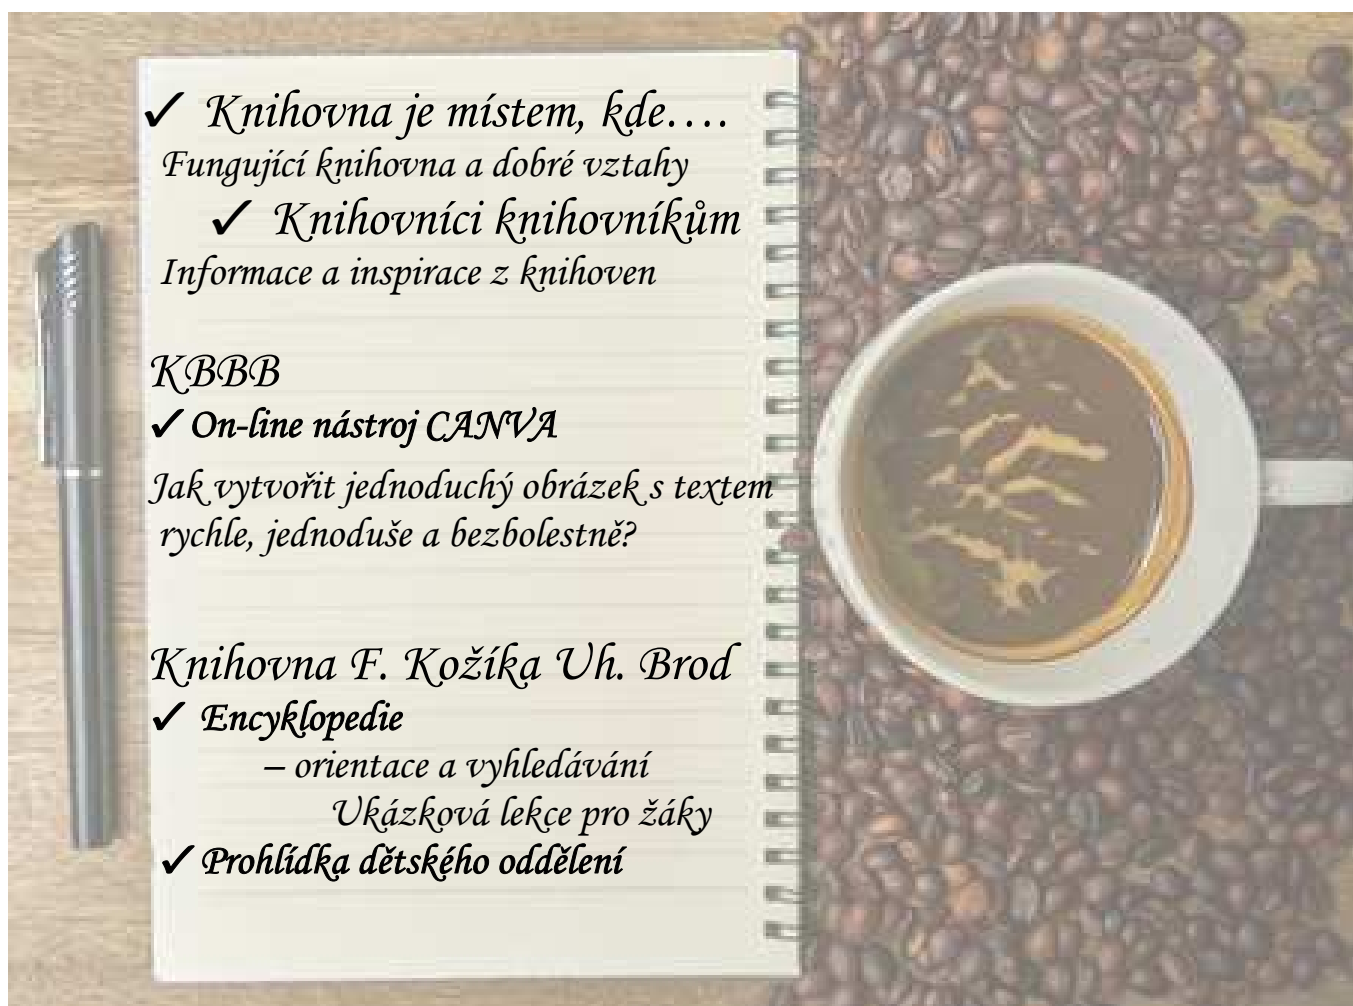 ✓ Knihovna je místem, kde….
Fungující knihovna a dobré vztahy
✓ Knihovníci knihovníkům
Informace a inspirace z knihoven
KBBB
✓ On-line nástroj CANVA
Jak vytvořit jednoduchý obrázek s textem
rychle, jednoduše a bezbolestně?
Knihovna F. Kožíka Uh. Brod
✓ Encyklopedie
– orientace a vyhledávání
Ukázková lekce pro žáky
✓ Prohlídka dětského oddělení